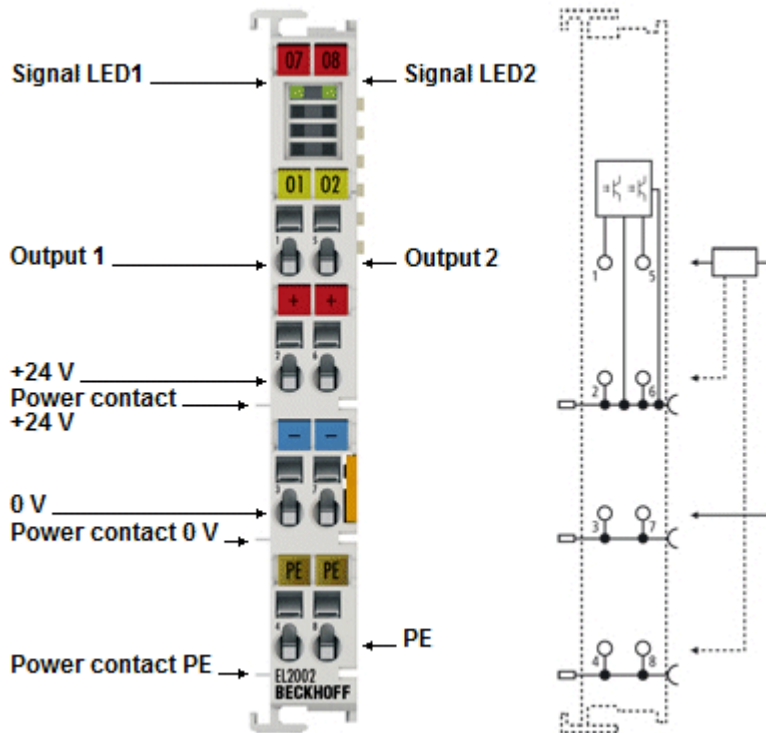 07 08
Signal LED1
Signal LED2
01 02
1 5
Output 1
Output 2
1 5
+ +
2 6
+24 V
Power contact
+24 V
2 6
− −
3 7
0 V
Power contact 0 V
3 7
PE PE
4 8
PE
Power contact PE
4 8
EL2002
BECKHOFF